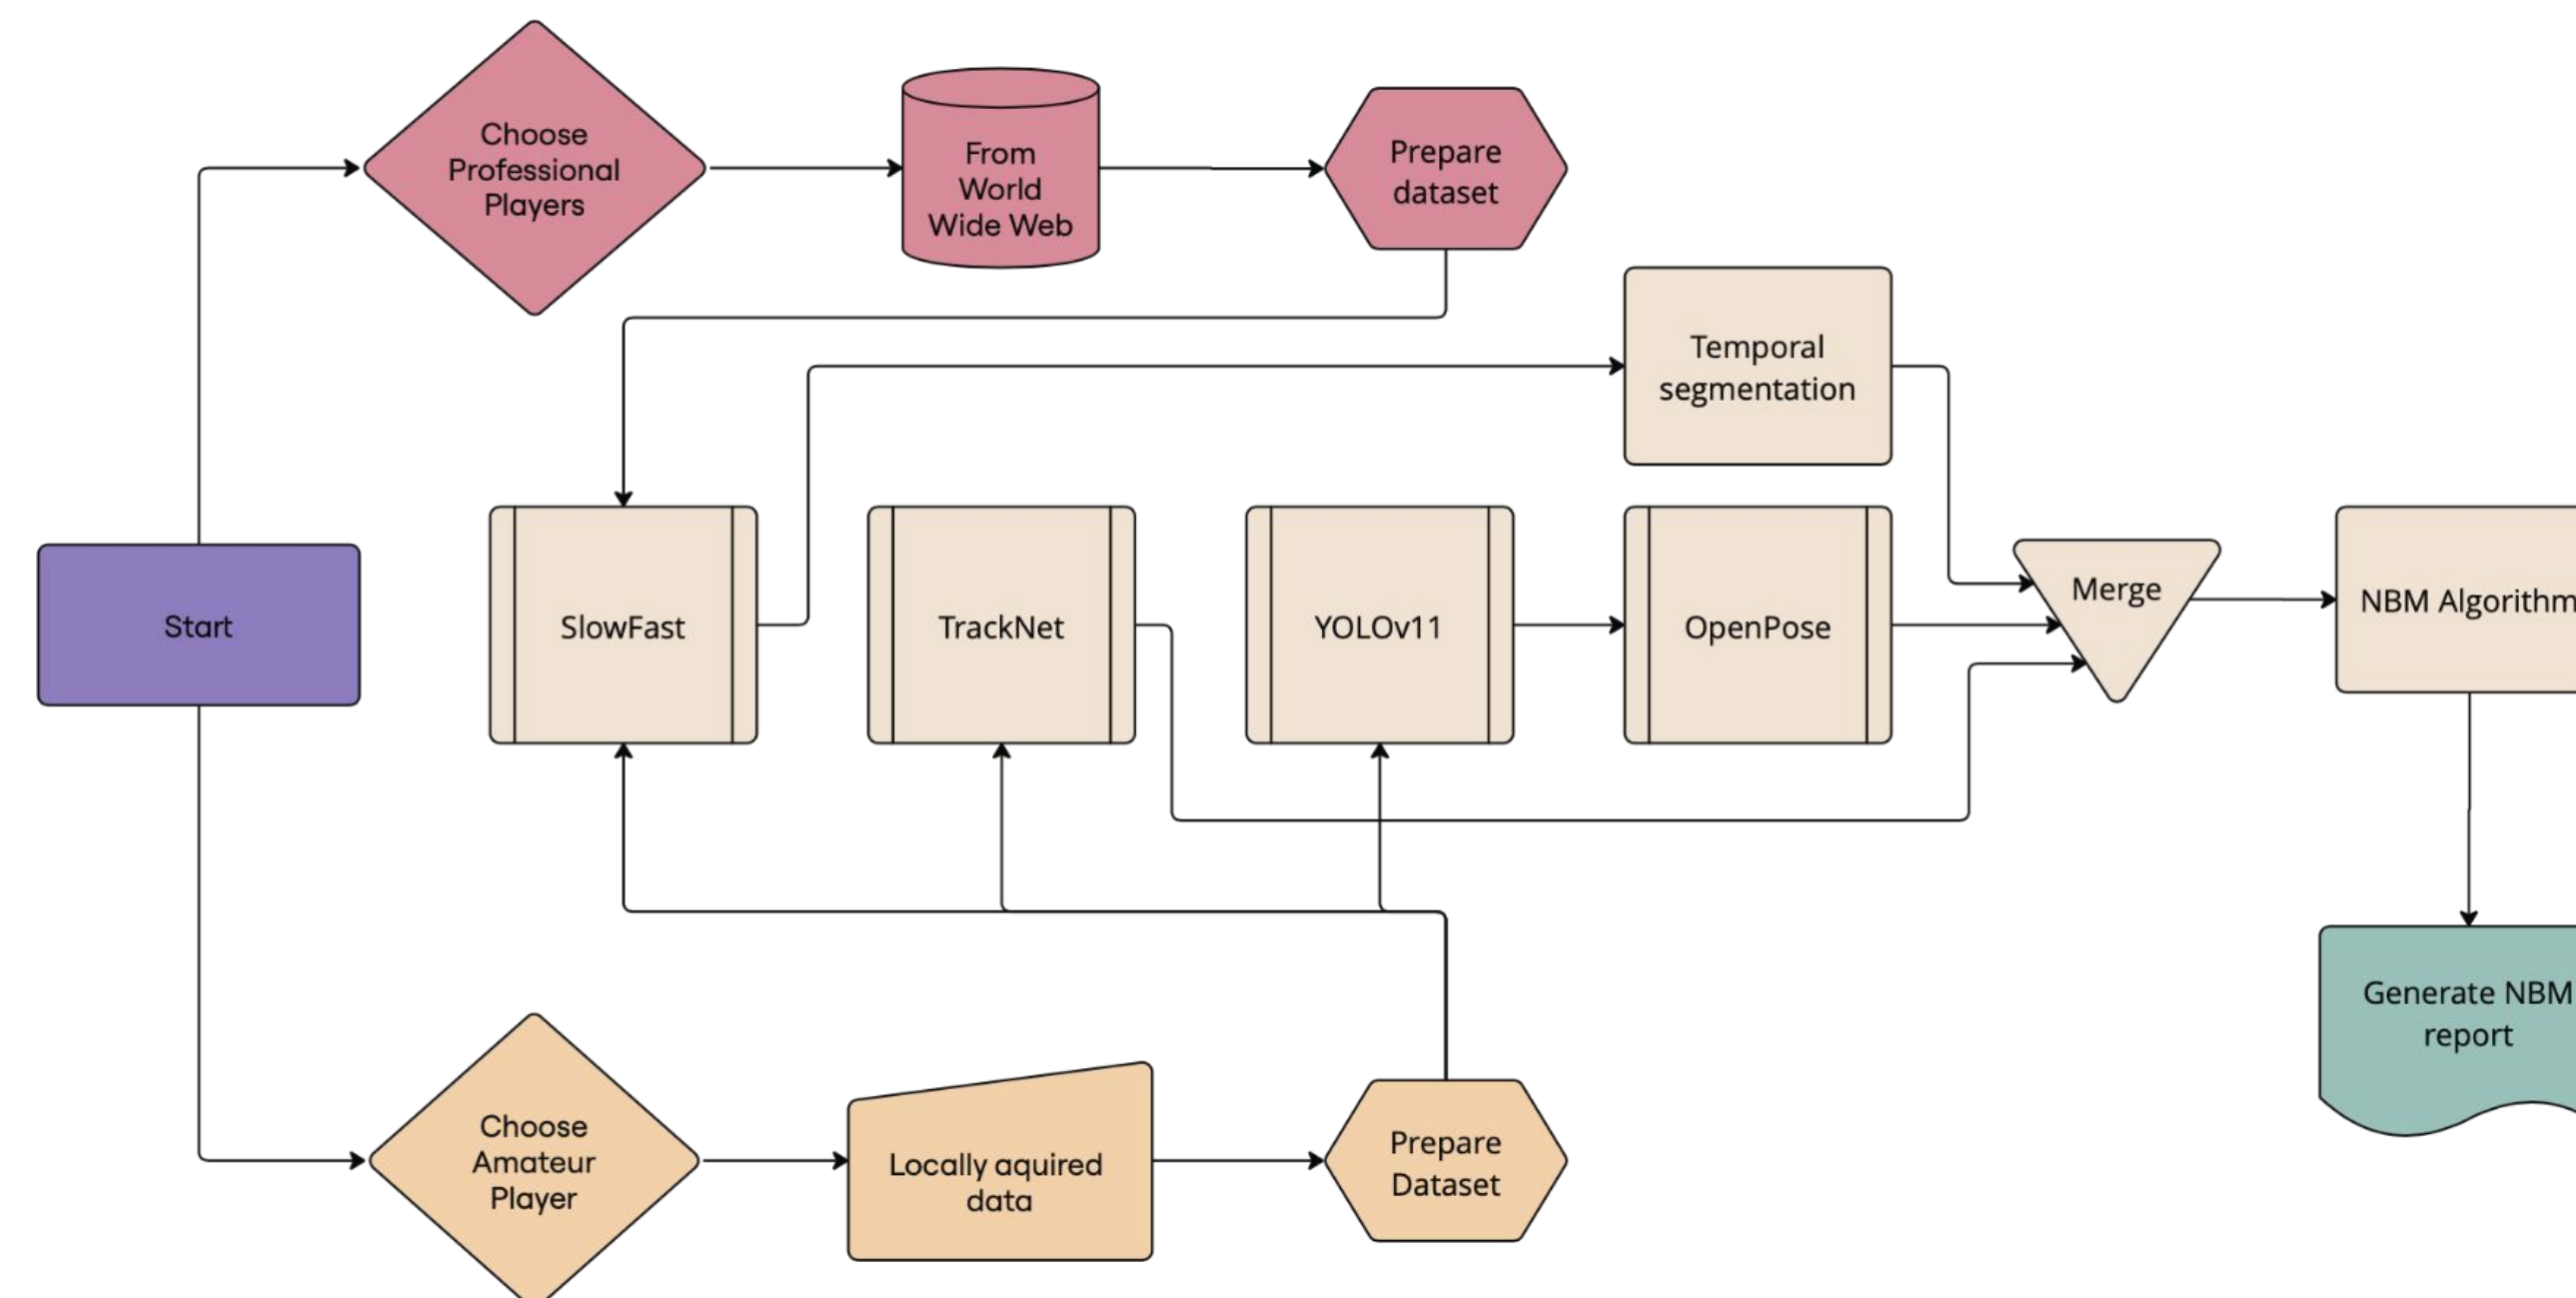 Choose
Professional
Players
From
World
Wide Web
Prepare
dataset
Temporal
segmentation
Start
SlowFast
TrackNet
YOLOv11
OpenPose
Merge
NBM Algorithm
Generate NBM
report
Choose
Amateur
Player
Locally aquired
data
Prepare
Dataset